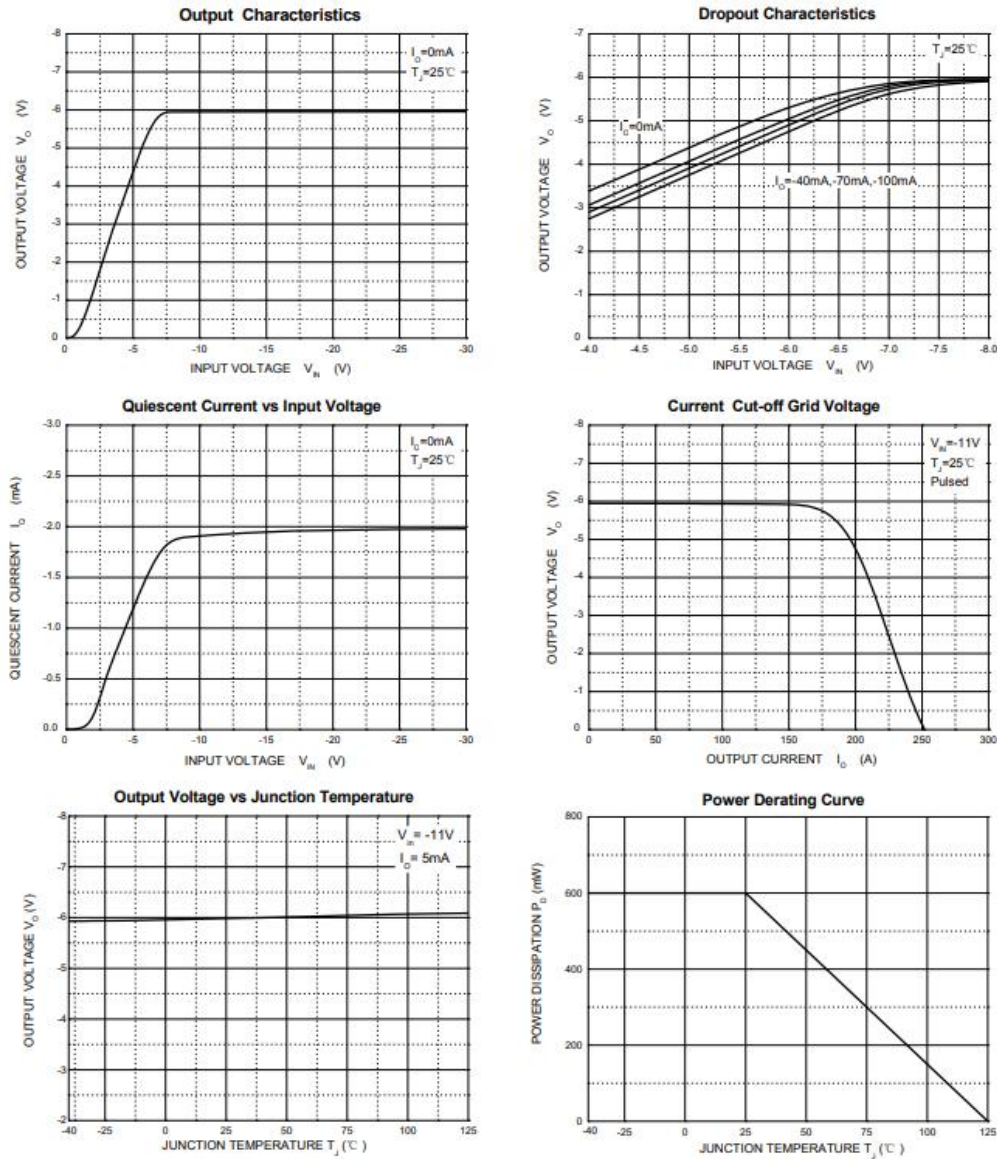 Output Characteristics
OUTPUT VOLTAGE V_O (V)
-8
-7
-6
-5
-4
-3
-2
-1
0
I_O=0mA
T_J=25℃
0 -5 -10 -15 -20 -25 -30
INPUT VOLTAGE V_IN (V)
Dropout Characteristics
OUTPUT VOLTAGE V_O (V)
-7
-6
-5
-4
-3
-2
-1
0
T_J=25℃
I_O=0mA
I_O=-40mA,-70mA,-100mA
-4.0 -4.5 -5.0 -5.5 -6.0 -6.5 -7.0 -7.5 -8.0
INPUT VOLTAGE V_IN (V)
Quiescent Current vs Input Voltage
QUIESCENT CURRENT I_Q (mA)
-3.0
-2.5
-2.0
-1.5
-1.0
-0.5
0.0
I_O=0mA
T_J=25℃
0 -5 -10 -15 -20 -25 -30
INPUT VOLTAGE V_IN (V)
Current Cut-off Grid Voltage
OUTPUT VOLTAGE V_O (V)
-8
-7
-6
-5
-4
-3
-2
-1
0
V_IN=-11V
T_J=25℃
Pulsed
0 50 100 150 200 250 300
OUTPUT CURRENT I_O (A)
Output Voltage vs Junction Temperature
OUTPUT VOLTAGE V_O (V)
-8
-7
-6
-5
-4
-3
-2
V_in= -11V
I_O= 5mA
-40 -25 0 25 50 75 100 125
JUNCTION TEMPERATURE T_J (℃)
Power Derating Curve
POWER DISSIPATION P_D (mW)
800
600
400
200
0
-40 -25 0 25 50 75 100 125
JUNCTION TEMPERATURE T_J (℃)